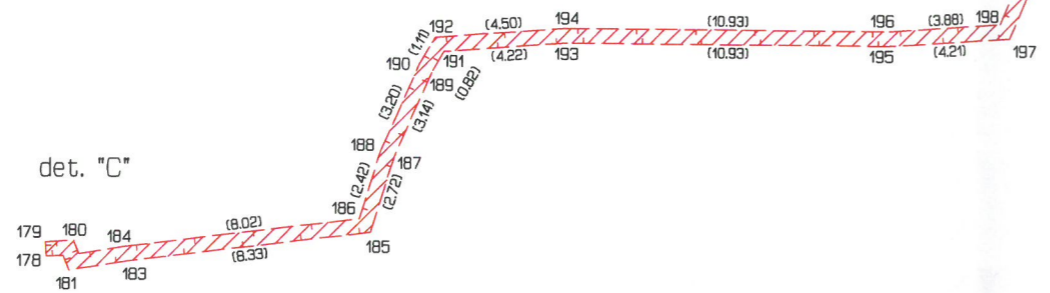 192 (4.50) 194 (10.93) 196 (3.88) 198
(1.11)
190 191 (4.22) 193 (10.93) 195 (4.21) 197
189 (0.82)
(3.20)
(3.14)
188
det. "C"
187
(2.42)
(2.72)
186
179 180 184 (8.02)
185
178 183 (8.33)
181